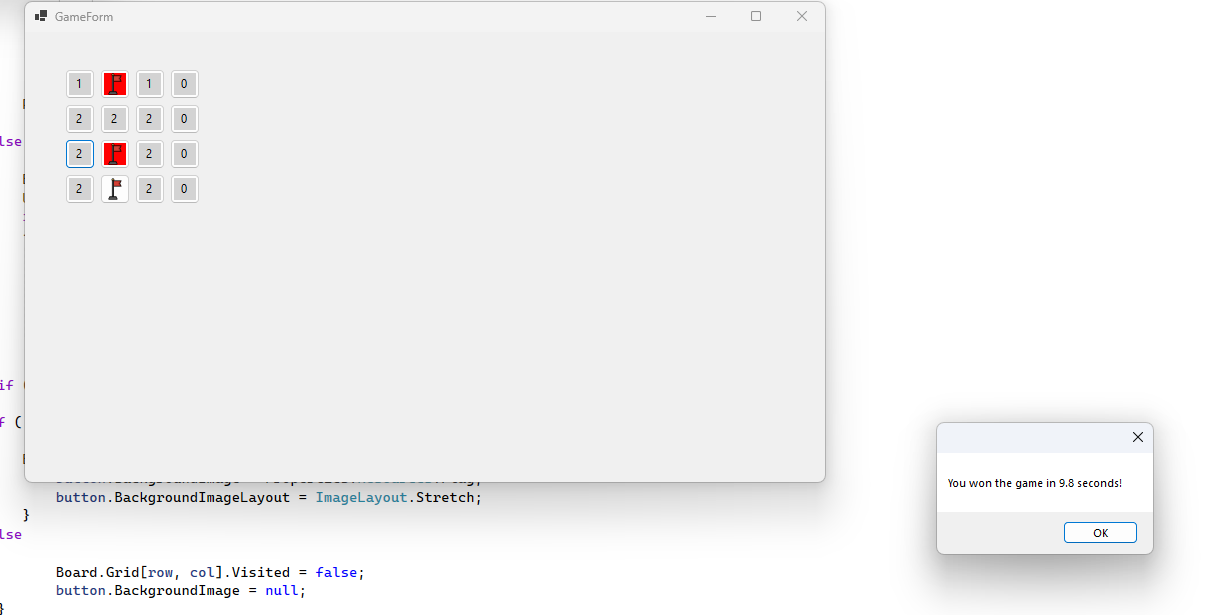 GameForm
1 1 0
2 2 2 0
lse
2 2 0
2 2 0
if (
f (
button.BackgroundImageLayout = ImageLayout.Stretch;
}
lse
Board.Grid[row, col].Visited = false;
button.BackgroundImage = null;
}
You won the game in 9.8 seconds!
OK